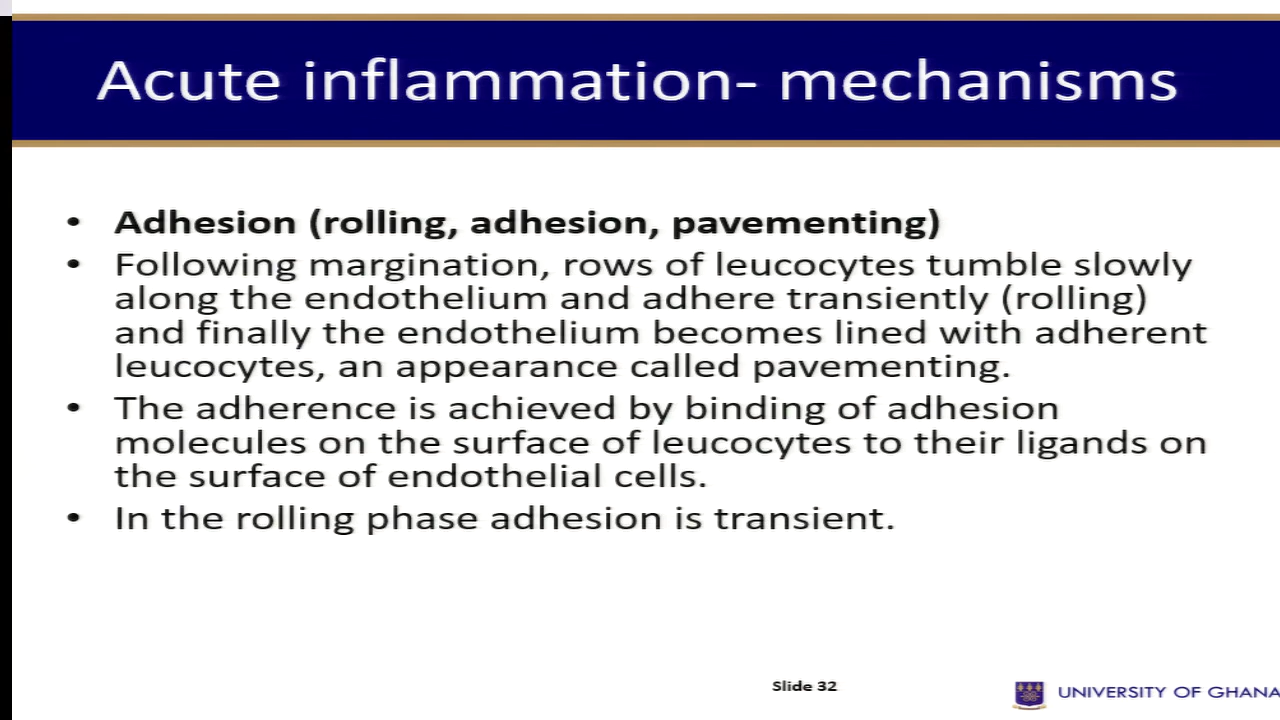 Acute inflammation- mechanisms
• Adhesion (rolling, adhesion, pavementing)
• Following margination, rows of leucocytes tumble slowly
along the endothelium and adhere transiently (rolling)
and finally the endothelium becomes lined with adherent
leucocytes, an appearance called pavementing.
• The adherence is achieved by binding of adhesion
molecules on the surface of leucocytes to their ligands on
the surface of endothelial cells.
• In the rolling phase adhesion is transient.
Slide 32
UNIVERSITY OF GHANA